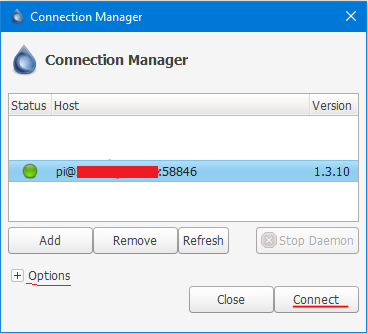 Connection Manager
Connection Manager
Status Host Version
pi@ :58846 1.3.10
Add Remove Refresh Stop Daemon
Options
Close Connect